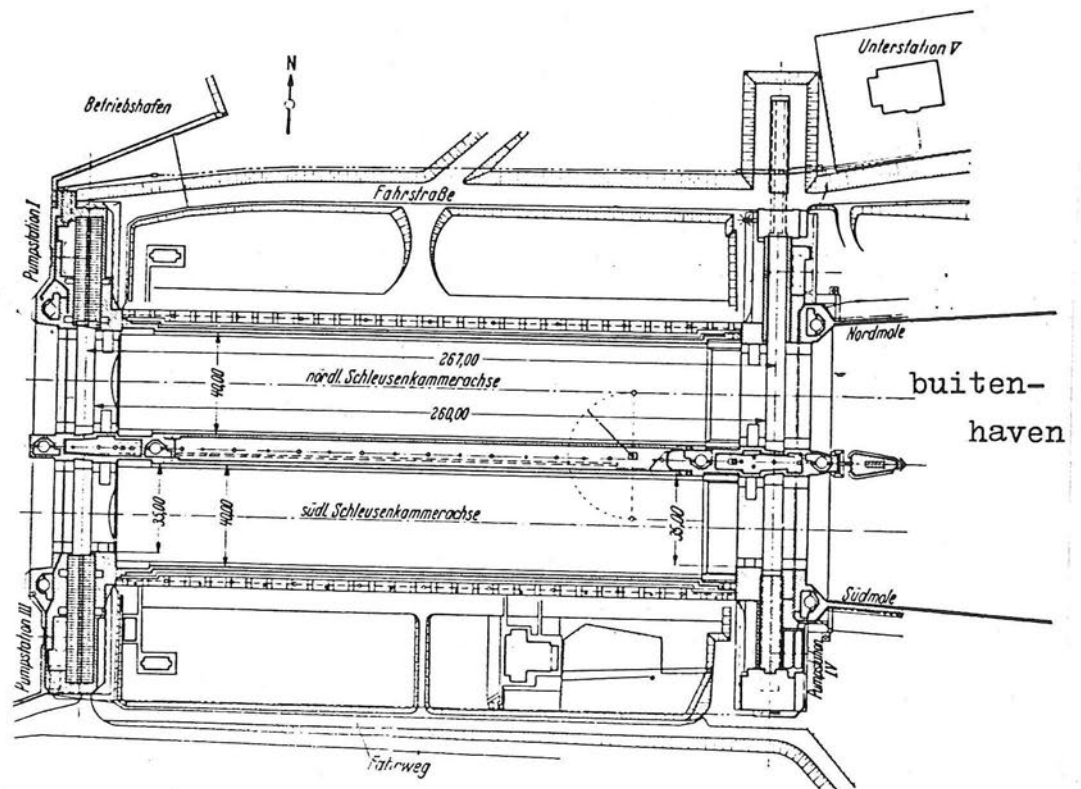 Unterstation V
N
Betriebshafen
Fahrstraße
Pumpstation I
Nordmole
267,00
nördl. Schleusenkammerachse
40,00
260,00
buiten-
haven
südl. Schleusenkammerachse
35,00
40,00
35,00
Südmole
Pumpstation III
Pumpstation
IV
Fahrweg